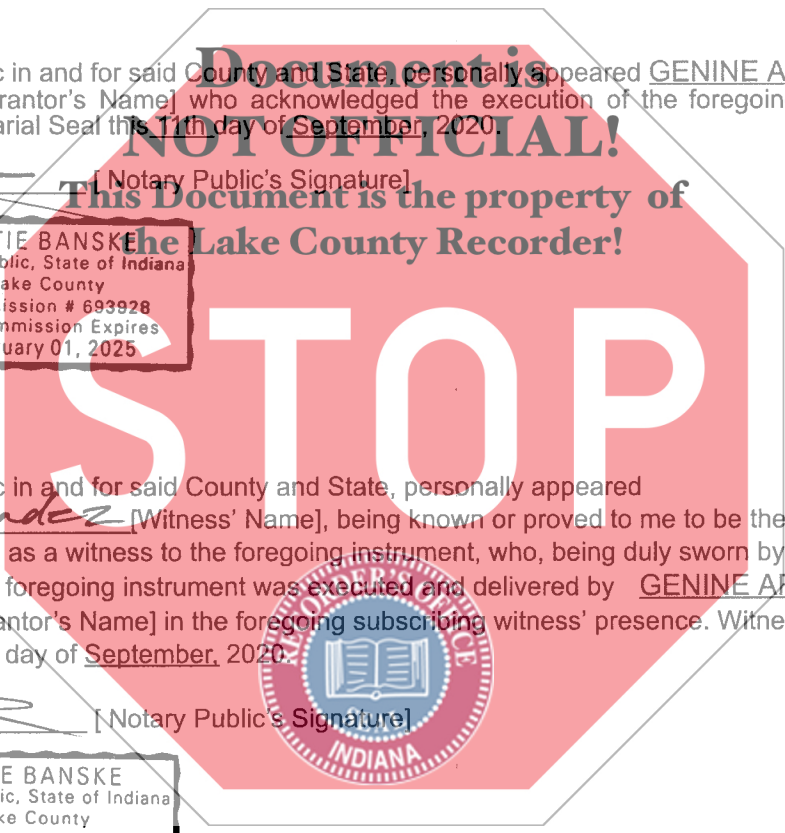 Document is
c in and for said County and State, personally appeared GENINE A
rantor's Name] who acknowledged the execution of the foregoin
arial Seal this 11th day of September, 2020.
NOT OFFICIAL!
[ Notary Public's Signature]
This Document is the property of
the Lake County Recorder!
TIE BANSKE
blic, State of Indiana
ake County
ission # 693928
mmission Expires
uary 01, 2025
STOP
c in and for said County and State, personally appeared
ndez [Witness' Name], being known or proved to me to be the
as a witness to the foregoing instrument, who, being duly sworn by
foregoing instrument was executed and delivered by GENINE AP
antor's Name] in the foregoing subscribing witness' presence. Witne
day of September, 2020.
RECORDER'S OFFICE
INDIANA
[ Notary Public's Signature]
E BANSKE
ic, State of Indiana
ke County